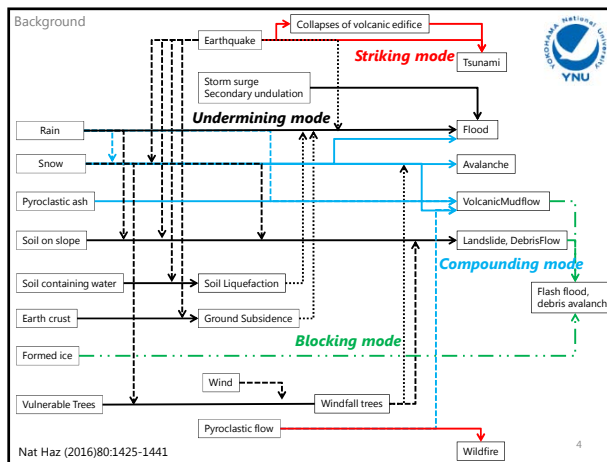 Background
Collapses of volcanic edifice
Earthquake
Striking mode
Tsunami
YOKOHAMA National University
YNU
Storm surge
Secondary undulation
Undermining mode
Rain
Flood
Snow
Avalanche
Pyroclastic ash
VolcanicMudflow
Soil on slope
Landslide, DebrisFlow
Compounding mode
Soil containing water
Soil Liquefaction
Flash flood,
debris avalanch
Earth crust
Ground Subsidence
Blocking mode
Formed ice
Wind
Vulnerable Trees
Windfall trees
Pyroclastic flow
Wildfire
Nat Haz (2016)80:1425-1441
4